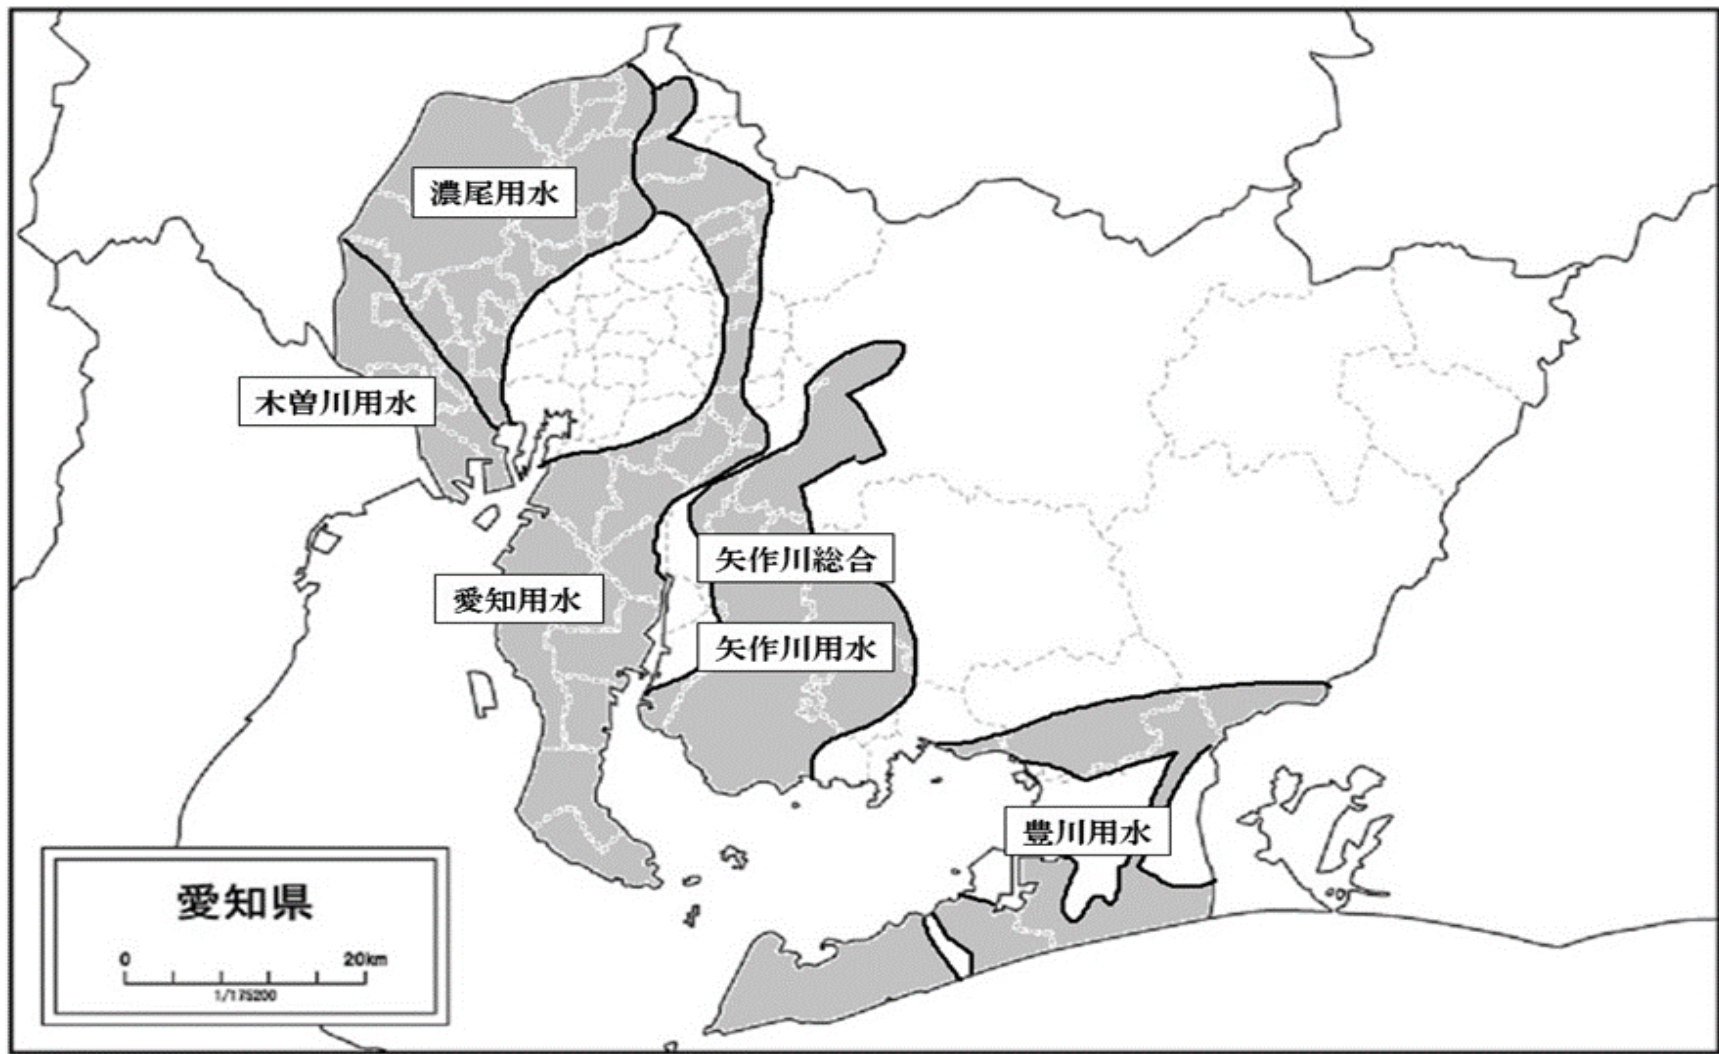 濃尾用水
木曽川用水
矢作川総合
愛知用水
矢作川用水
豊川用水
愛知県
0 20km
1/175200